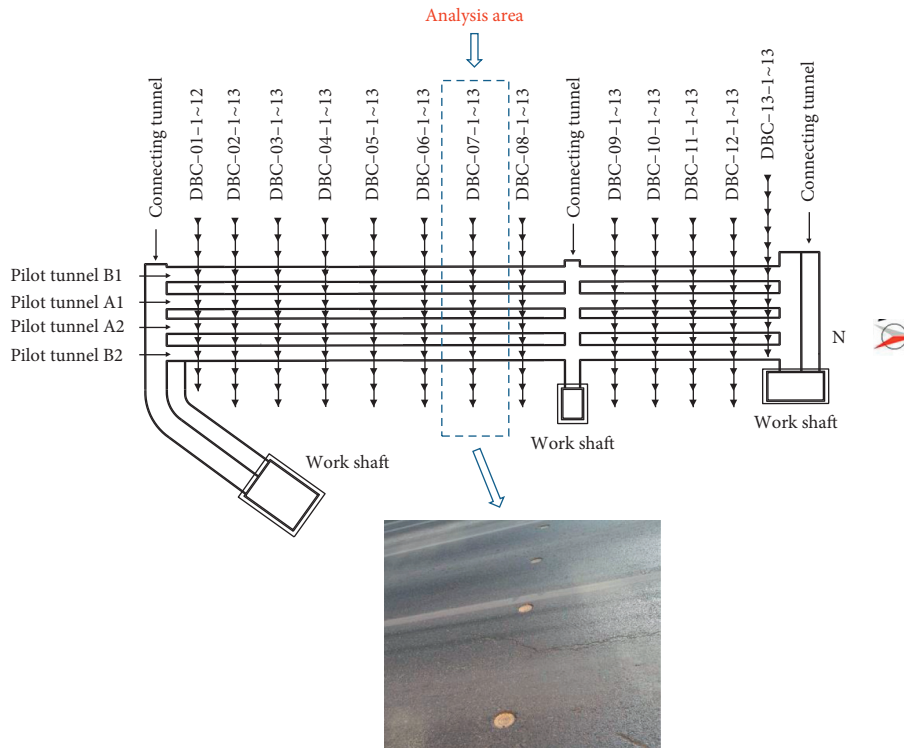 Analysis area
Connecting tunnel
DBC–01–1~12
DBC–02–1~13
DBC–03–1~13
DBC–04–1~13
DBC–05–1~13
DBC–06–1~13
DBC–07–1~13
DBC–08–1~13
Connecting tunnel
DBC–09–1~13
DBC–10–1~13
DBC–11–1~13
DBC–12–1~13
DBC–13–1~13
Connecting tunnel
Pilot tunnel B1
Pilot tunnel A1
Pilot tunnel A2
Pilot tunnel B2
N
Work shaft
Work shaft
Work shaft